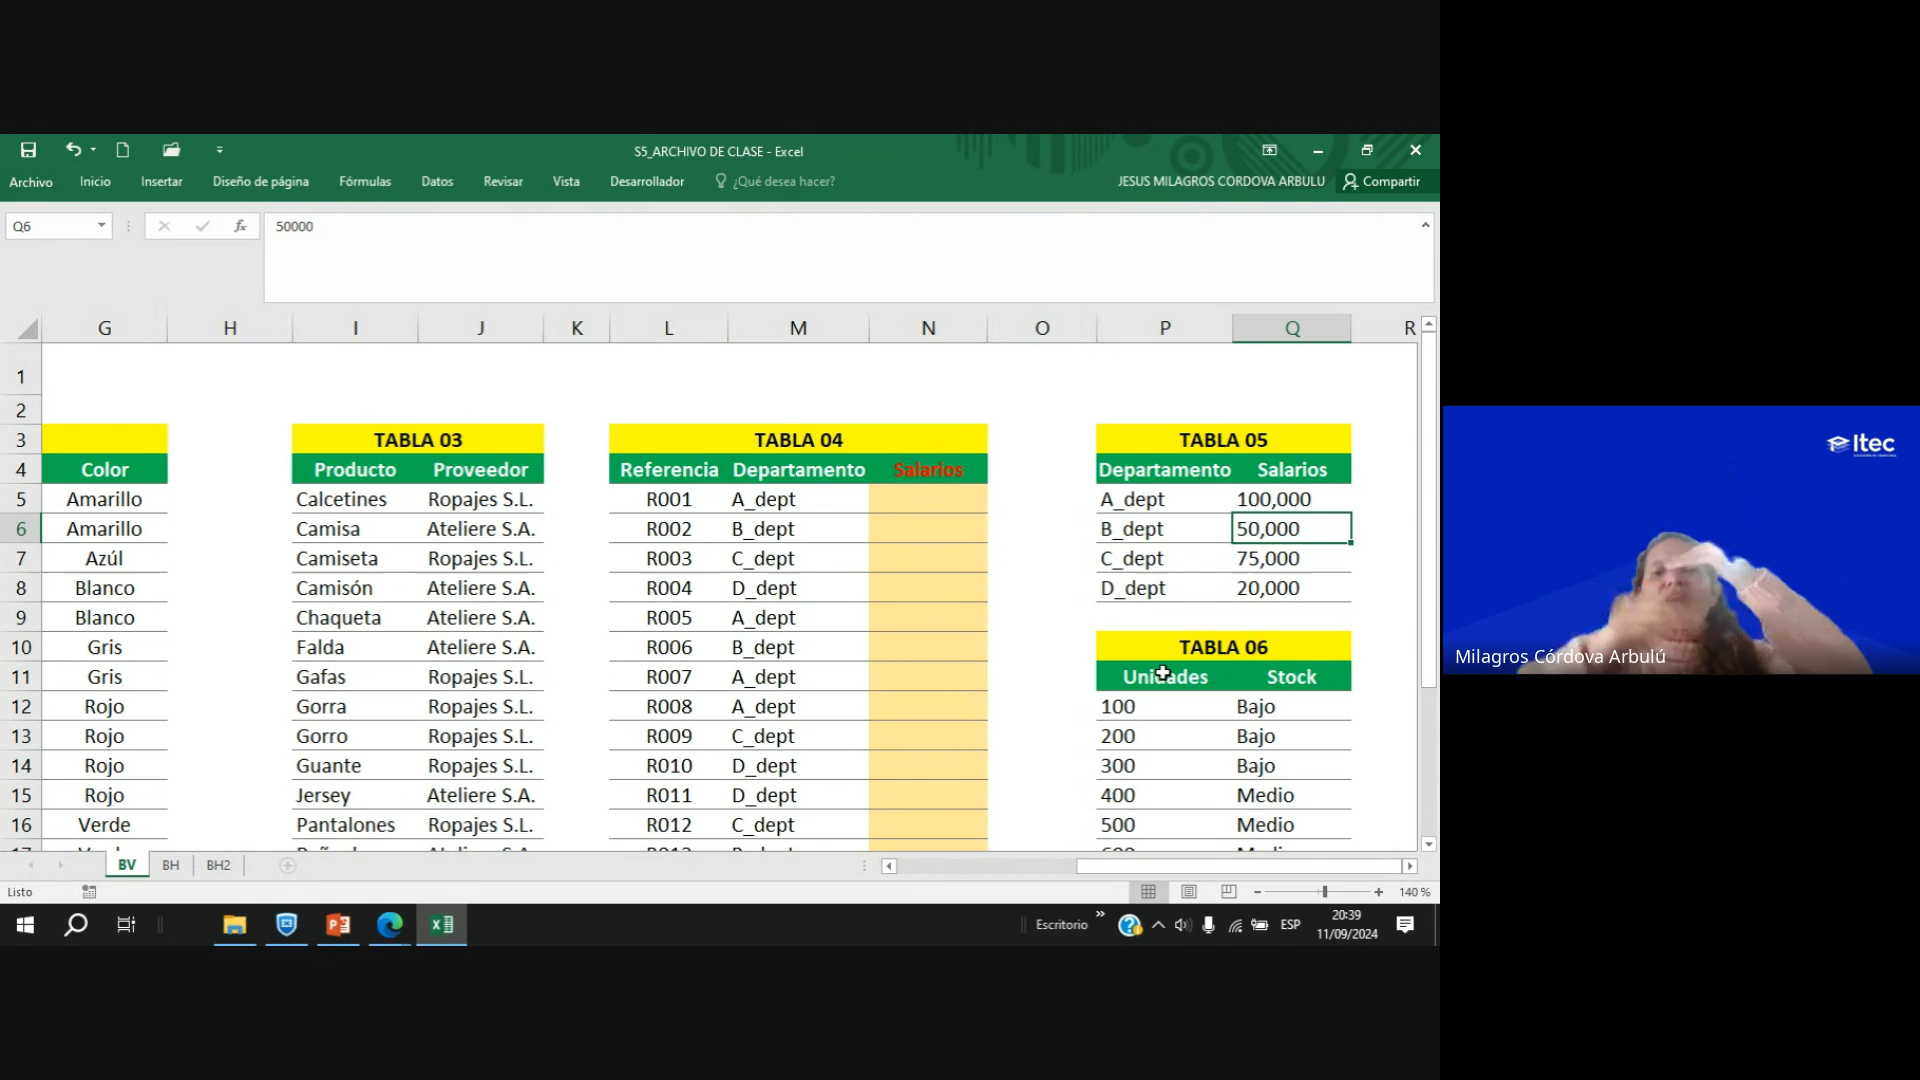 S5_ARCHIVO DE CLASE - Excel
Archivo Inicio Insertar Diseño de página Fórmulas Datos Revisar Vista Desarrollador ¿Qué desea hacer? JESUS MILAGROS CORDOVA ARBULU Compartir
Q6 fx 50000
G H I J K L M N O P Q R
1
2
3 TABLA 03 TABLA 04 TABLA 05
4 Color Producto Proveedor Referencia Departamento Salarios Departamento Salarios
5 Amarillo Calcetines Ropajes S.L. R001 A_dept A_dept 100,000
6 Amarillo Camisa Ateliere S.A. R002 B_dept B_dept 50,000
7 Azúl Camiseta Ropajes S.L. R003 C_dept C_dept 75,000
8 Blanco Camisón Ateliere S.A. R004 D_dept D_dept 20,000
9 Blanco Chaqueta Ateliere S.A. R005 A_dept
10 Gris Falda Ateliere S.A. R006 B_dept TABLA 06
11 Gris Gafas Ropajes S.L. R007 A_dept Unidades Stock
12 Rojo Gorra Ropajes S.L. R008 A_dept 100 Bajo
13 Rojo Gorro Ropajes S.L. R009 C_dept 200 Bajo
14 Rojo Guante Ropajes S.L. R010 D_dept 300 Bajo
15 Rojo Jersey Ateliere S.A. R011 D_dept 400 Medio
16 Verde Pantalones Ropajes S.L. R012 C_dept 500 Medio
BV BH BH2
Listo 140 %
Escritorio ESP 20:39
11/09/2024
Itec
Milagros Córdova Arbulú